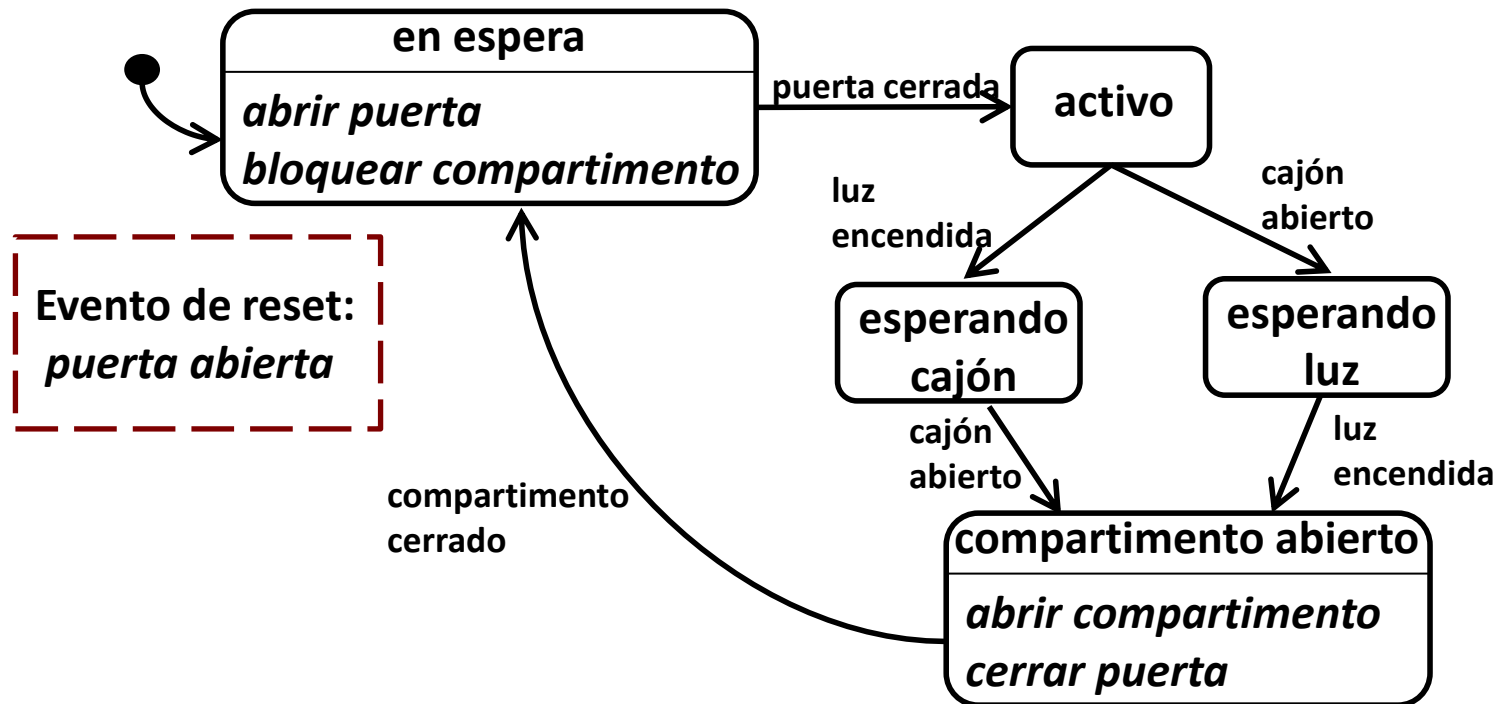 en espera
abrir puerta
bloquear compartimento
puerta cerrada
activo
luz
encendida
cajón
abierto
Evento de reset:
puerta abierta
esperando
cajón
esperando
luz
cajón
abierto
luz
encendida
compartimento
cerrado
compartimento abierto
abrir compartimento
cerrar puerta